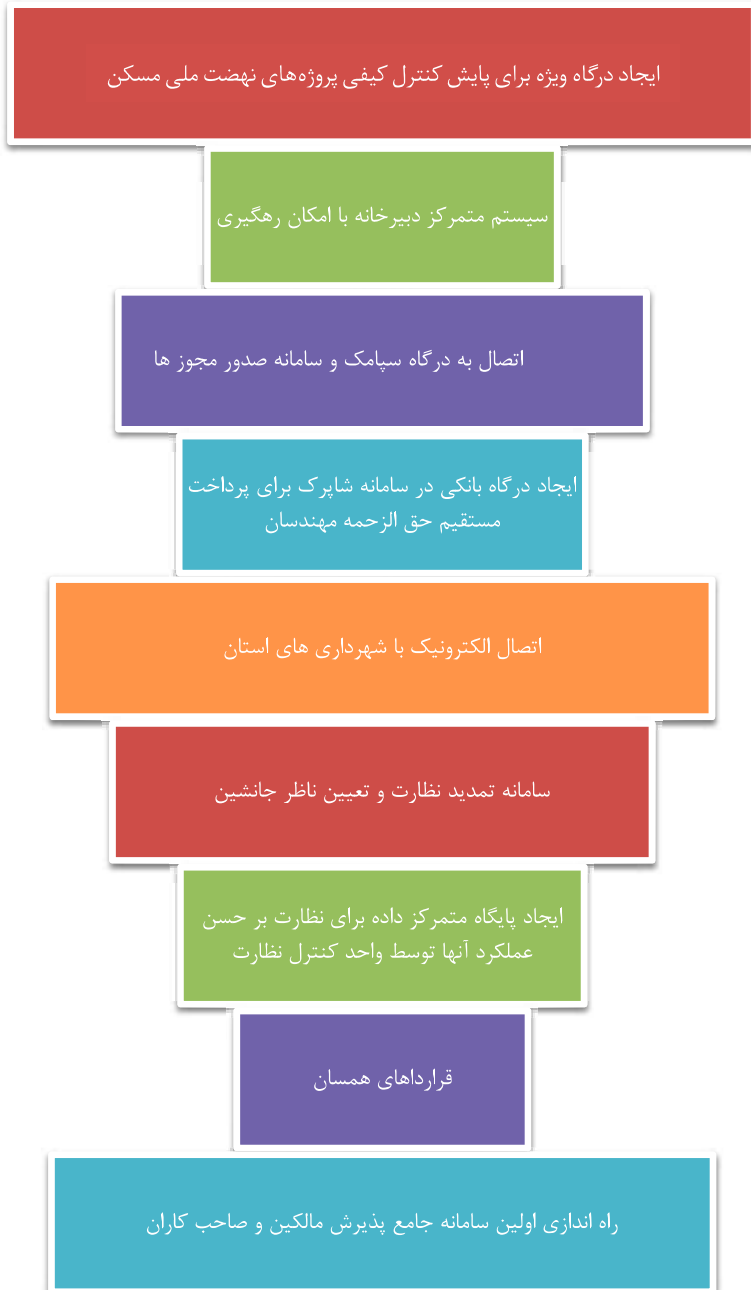 ایجاد درگاه ویژه برای پایش کنترل کیفی پروژه‌های نهضت ملی مسکن
سیستم متمرکز دبیرخانه با امکان رهگیری
اتصال به درگاه سپامک و سامانه صدور مجوز ها
ایجاد درگاه بانکی در سامانه شاپرک برای پرداخت
مستقیم حق الزحمه مهندسان
اتصال الکترونیک با شهرداری های استان
سامانه تمدید نظارت و تعیین ناظر جانشین
ایجاد پایگاه متمرکز داده برای نظارت بر حسن
عملکرد آنها توسط واحد کنترل نظارت
قرارداهای همسان
راه اندازی اولین سامانه جامع پذیرش مالکین و صاحب کاران